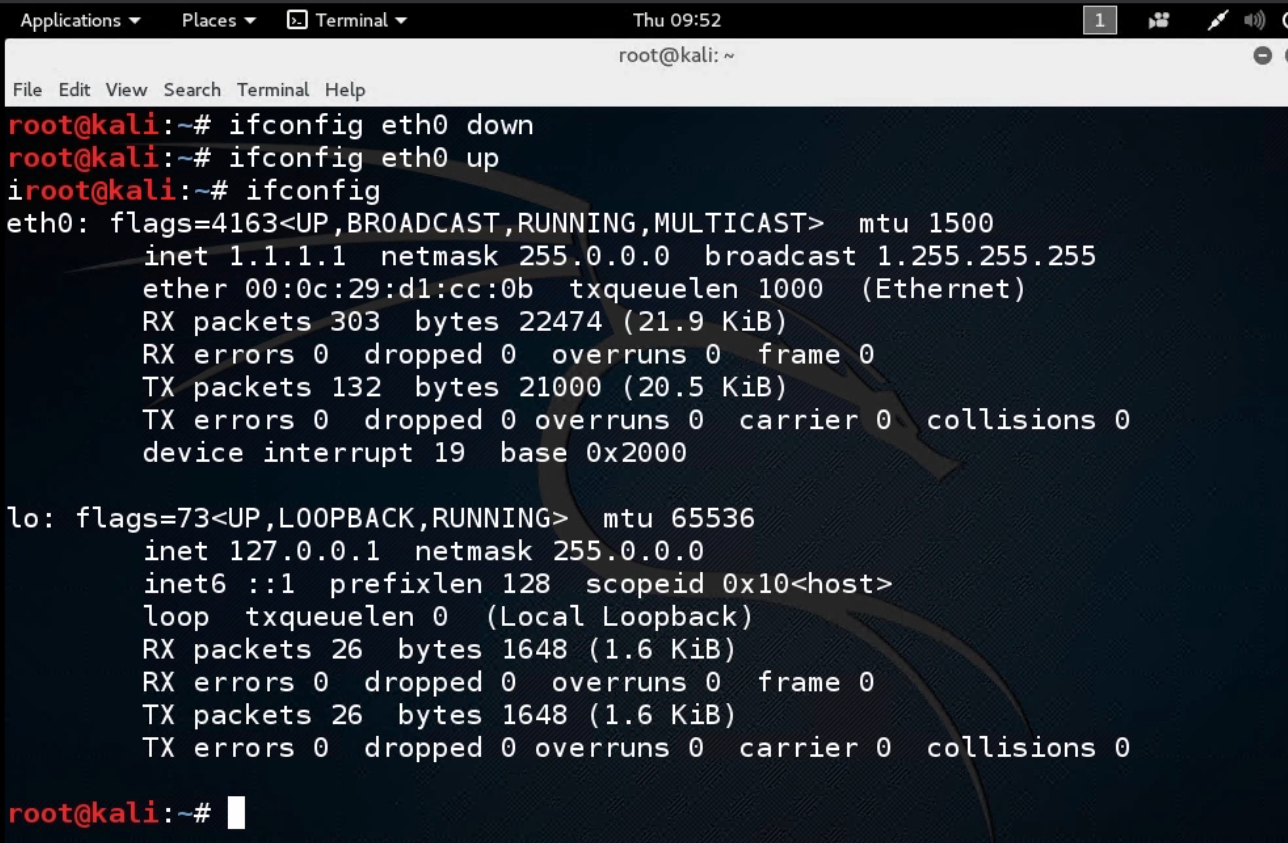 Applications Places Terminal Thu 09:52 1
root@kali: ~
File Edit View Search Terminal Help
root@kali:~# ifconfig eth0 down
root@kali:~# ifconfig eth0 up
iroot@kali:~# ifconfig
eth0: flags=4163<UP,BROADCAST,RUNNING,MULTICAST>  mtu 1500
        inet 1.1.1.1  netmask 255.0.0.0  broadcast 1.255.255.255
        ether 00:0c:29:d1:cc:0b  txqueuelen 1000  (Ethernet)
        RX packets 303  bytes 22474 (21.9 KiB)
        RX errors 0  dropped 0  overruns 0  frame 0
        TX packets 132  bytes 21000 (20.5 KiB)
        TX errors 0  dropped 0 overruns 0  carrier 0  collisions 0
        device interrupt 19  base 0x2000

lo: flags=73<UP,LOOPBACK,RUNNING>  mtu 65536
        inet 127.0.0.1  netmask 255.0.0.0
        inet6 ::1  prefixlen 128  scopeid 0x10<host>
        loop  txqueuelen 0  (Local Loopback)
        RX packets 26  bytes 1648 (1.6 KiB)
        RX errors 0  dropped 0  overruns 0  frame 0
        TX packets 26  bytes 1648 (1.6 KiB)
        TX errors 0  dropped 0 overruns 0  carrier 0  collisions 0

root@kali:~#